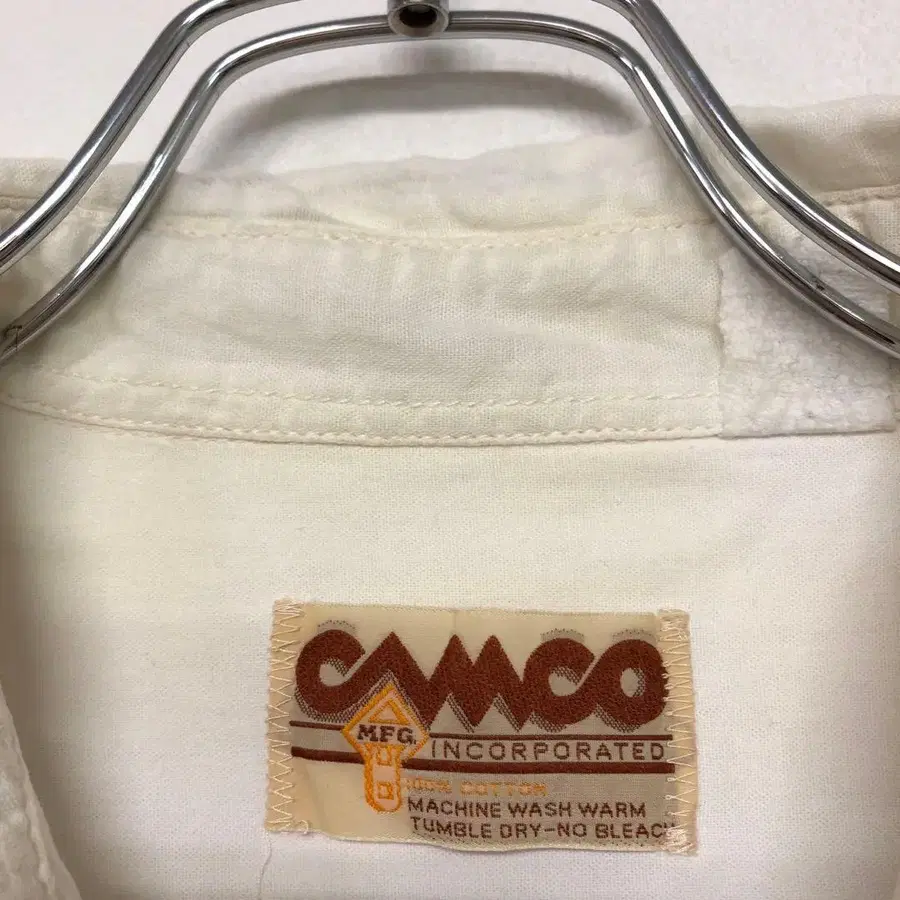 CAMCO
MFG. INCORPORATED
100% COTTON
MACHINE WASH WARM
TUMBLE DRY-NO BLEACH